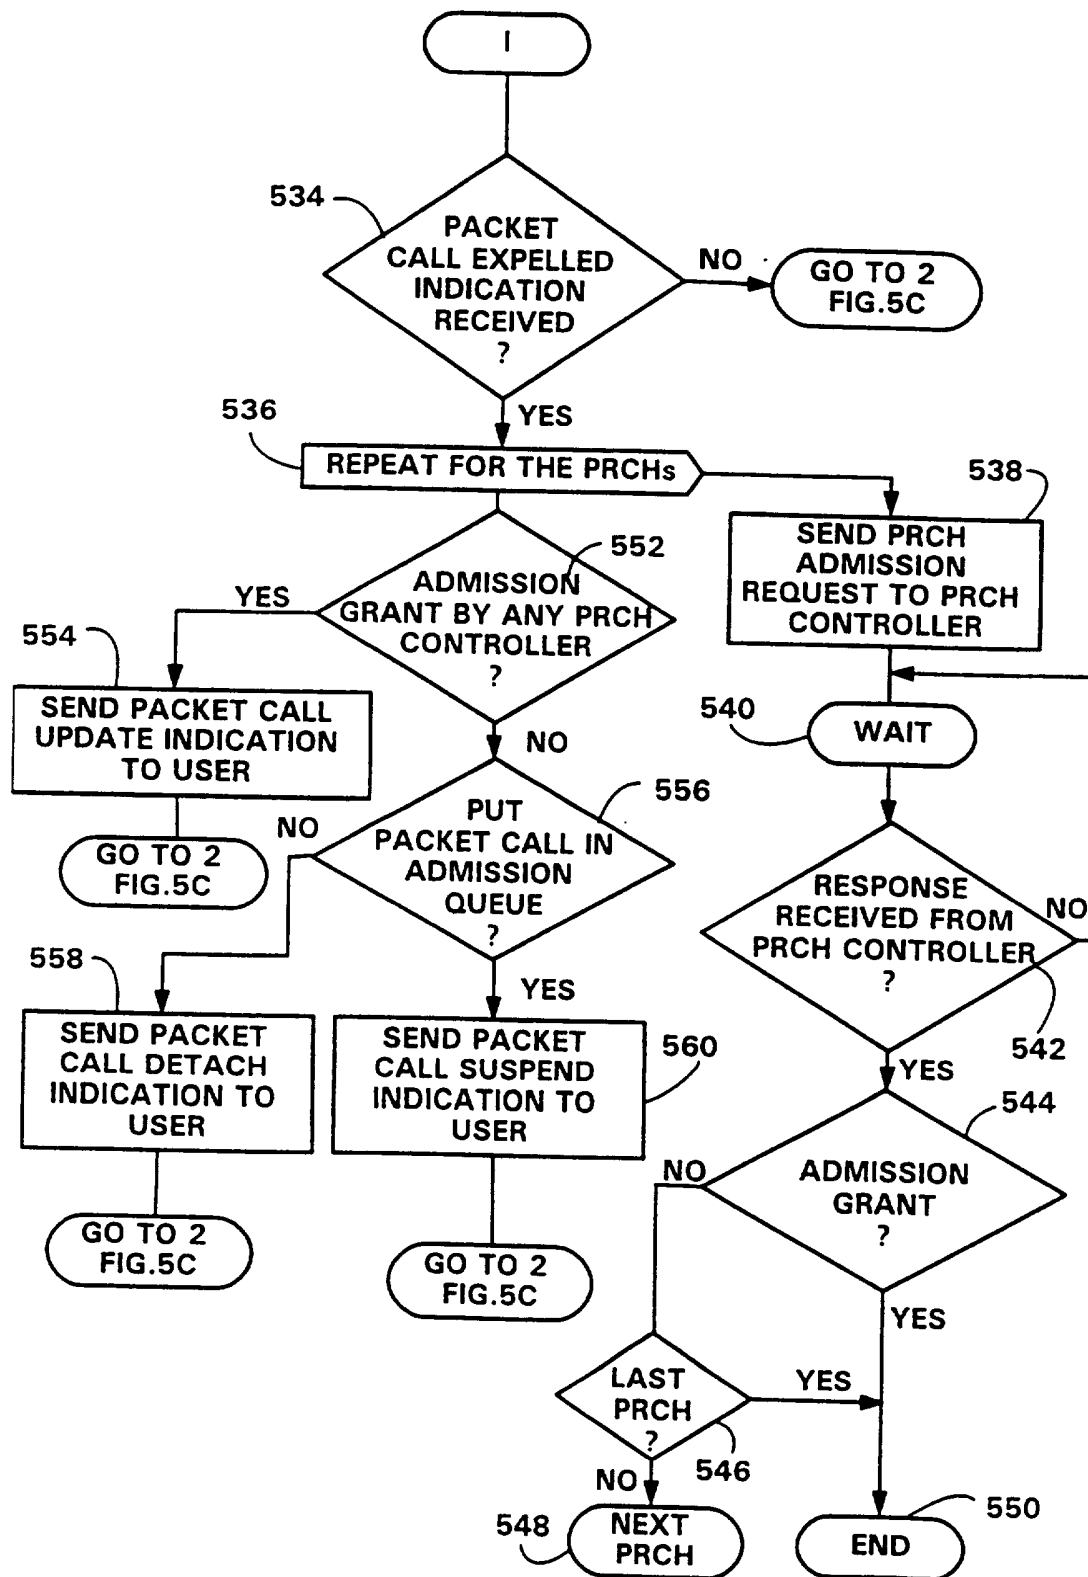 I
534
PACKET
CALL EXPELLED
INDICATION
RECEIVED
?
NO
GO TO 2
FIG.5C
YES
536
REPEAT FOR THE PRCHs
538
SEND PRCH
ADMISSION
REQUEST TO PRCH
CONTROLLER
552
ADMISSION
GRANT BY ANY PRCH
CONTROLLER
?
YES
554
SEND PACKET CALL
UPDATE INDICATION
TO USER
GO TO 2
FIG.5C
NO
540
WAIT
556
PUT
PACKET CALL IN
ADMISSION
QUEUE
?
NO
YES
RESPONSE
RECEIVED FROM
PRCH CONTROLLER
?
NO
542
YES
558
SEND PACKET
CALL DETACH
INDICATION TO
USER
GO TO 2
FIG.5C
SEND PACKET
CALL SUSPEND
INDICATION TO
USER
560
GO TO 2
FIG.5C
544
ADMISSION
GRANT
?
NO
YES
LAST
PRCH
?
YES
546
NO
548
NEXT
PRCH
550
END